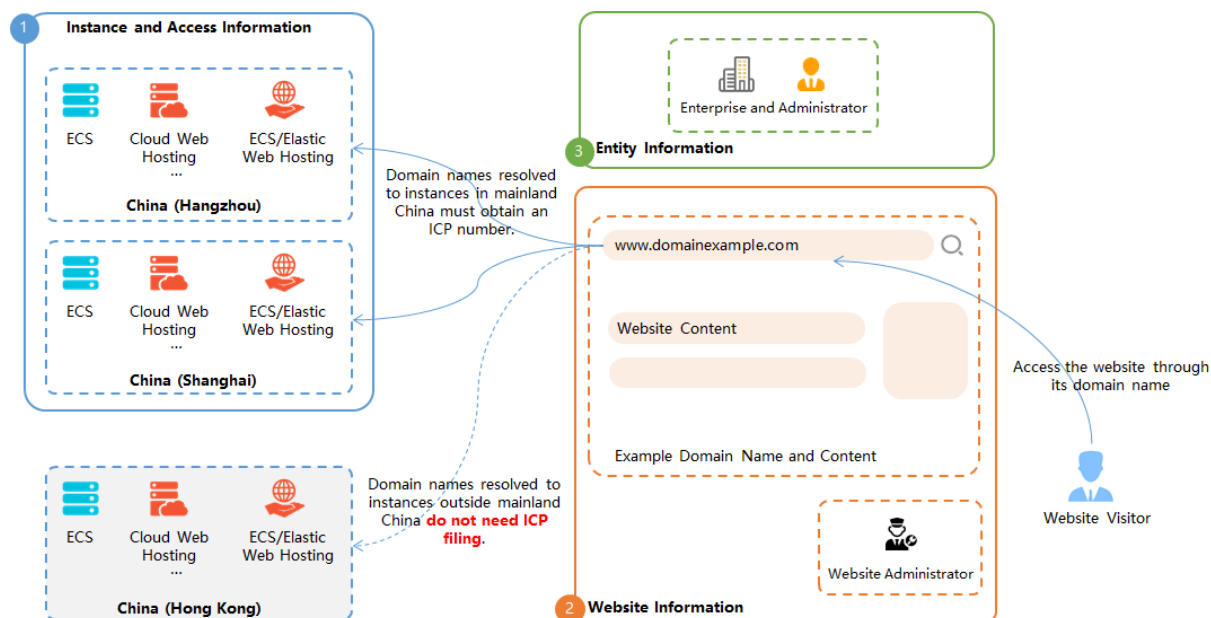 1
Instance and Access Information
ECS
Cloud Web
Hosting
...
ECS/Elastic
Web Hosting
China (Hangzhou)
ECS
Cloud Web
Hosting
...
ECS/Elastic
Web Hosting
China (Shanghai)
ECS
Cloud Web
Hosting
...
ECS/Elastic
Web Hosting
China (Hong Kong)
Domain names resolved
to instances in mainland
China must obtain an
ICP number.
Domain names resolved to
instances outside mainland
China do not need ICP
filing.
Enterprise and Administrator
3
Entity Information
www.domainexample.com
Website Content
Example Domain Name and Content
Website Administrator
2
Website Information
Access the website through
its domain name
Website Visitor